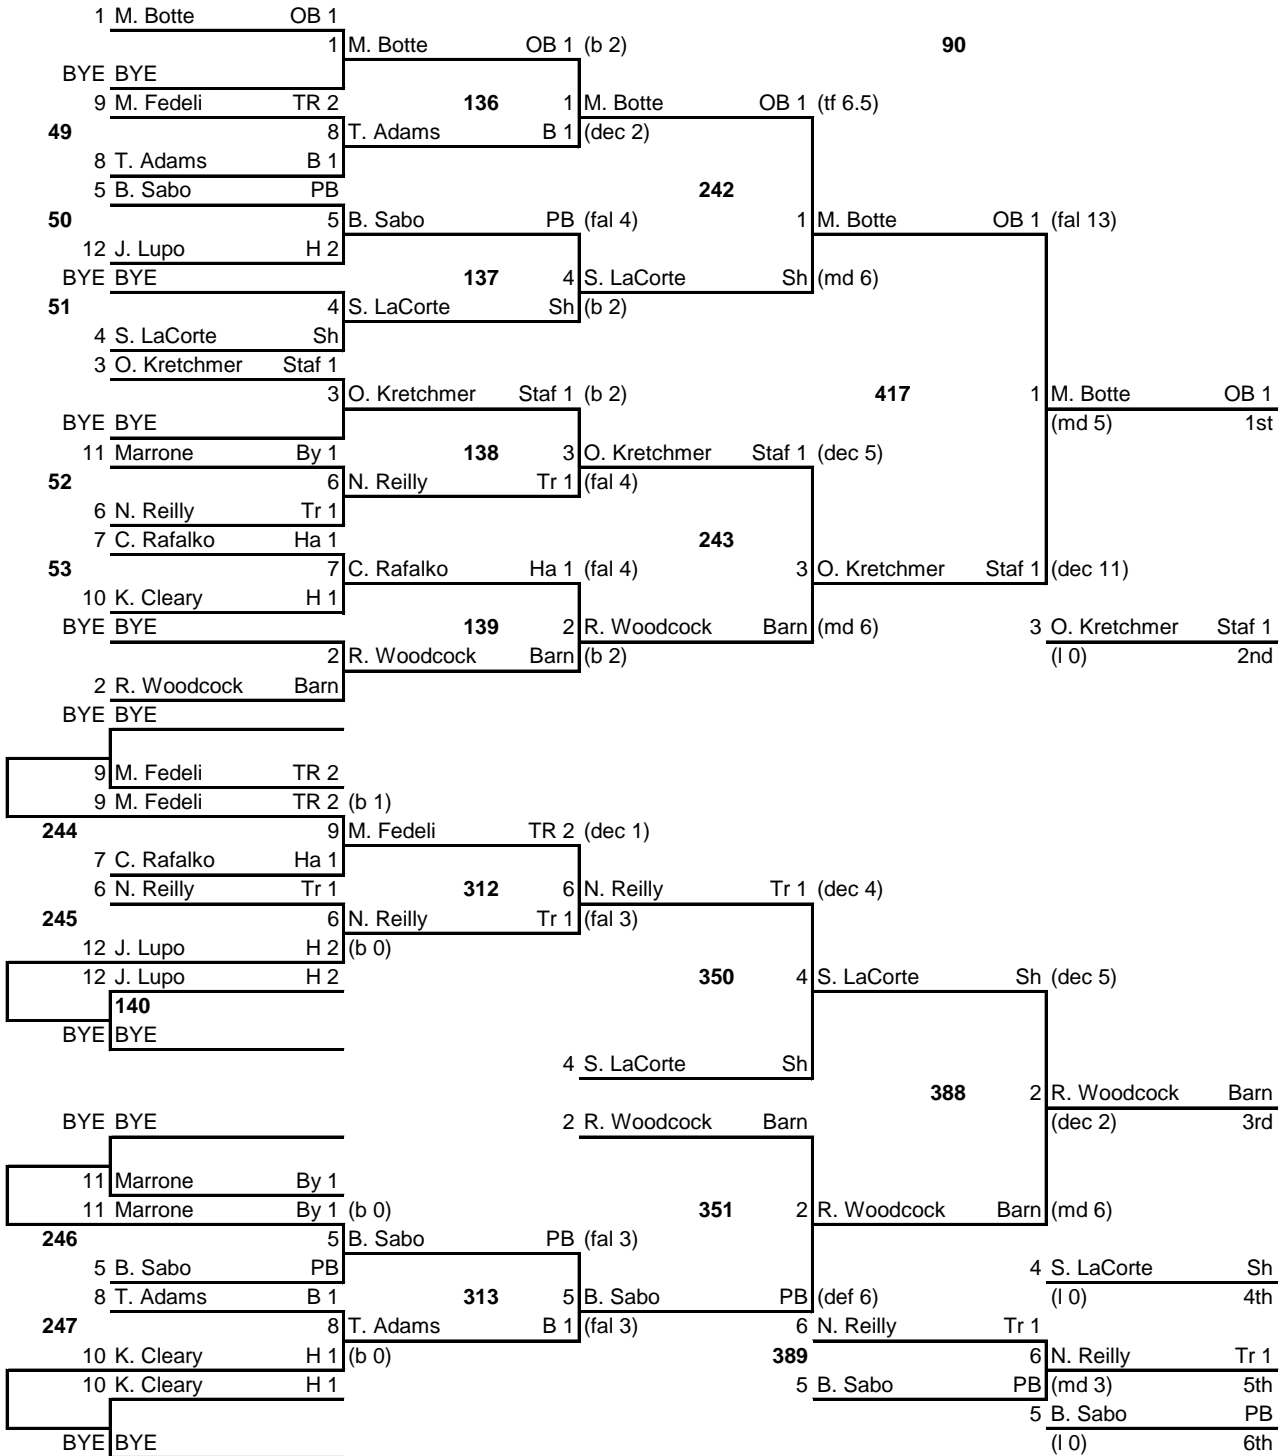 1 M. Botte OB 1
1 M. Botte OB 1 (b 2) 90
BYE BYE
9 M. Fedeli TR 2 136 1 M. Botte OB 1 (tf 6.5)
49 8 T. Adams B 1 (dec 2)
8 T. Adams B 1
5 B. Sabo PB 242
50 5 B. Sabo PB (fal 4) 1 M. Botte OB 1 (fal 13)
12 J. Lupo H 2
BYE BYE 137 4 S. LaCorte Sh (md 6)
51 4 S. LaCorte Sh (b 2)
4 S. LaCorte Sh
3 O. Kretchmer Staf 1
3 O. Kretchmer Staf 1 (b 2) 417 1 M. Botte OB 1
BYE BYE (md 5) 1st
11 Marrone By 1 138 3 O. Kretchmer Staf 1 (dec 5)
52 6 N. Reilly Tr 1 (fal 4)
6 N. Reilly Tr 1
7 C. Rafalko Ha 1 243
53 7 C. Rafalko Ha 1 (fal 4) 3 O. Kretchmer Staf 1 (dec 11)
10 K. Cleary H 1
BYE BYE 139 2 R. Woodcock Barn (md 6) 3 O. Kretchmer Staf 1
2 R. Woodcock Barn (b 2) (l 0) 2nd
2 R. Woodcock Barn
BYE BYE
9 M. Fedeli TR 2
9 M. Fedeli TR 2 (b 1)
244 9 M. Fedeli TR 2 (dec 1)
7 C. Rafalko Ha 1
6 N. Reilly Tr 1 312 6 N. Reilly Tr 1 (dec 4)
245 6 N. Reilly Tr 1 (fal 3)
12 J. Lupo H 2 (b 0)
12 J. Lupo H 2 350 4 S. LaCorte Sh (dec 5)
140
BYE BYE
4 S. LaCorte Sh
388 2 R. Woodcock Barn
BYE BYE 2 R. Woodcock Barn (dec 2) 3rd
11 Marrone By 1
11 Marrone By 1 (b 0) 351 2 R. Woodcock Barn (md 6)
246 5 B. Sabo PB (fal 3)
5 B. Sabo PB 4 S. LaCorte Sh
8 T. Adams B 1 313 5 B. Sabo PB (def 6) (l 0) 4th
247 8 T. Adams B 1 (fal 3) 6 N. Reilly Tr 1
10 K. Cleary H 1 (b 0) 389 6 N. Reilly Tr 1
10 K. Cleary H 1 5 B. Sabo PB (md 3) 5th
5 B. Sabo PB
BYE BYE (l 0) 6th